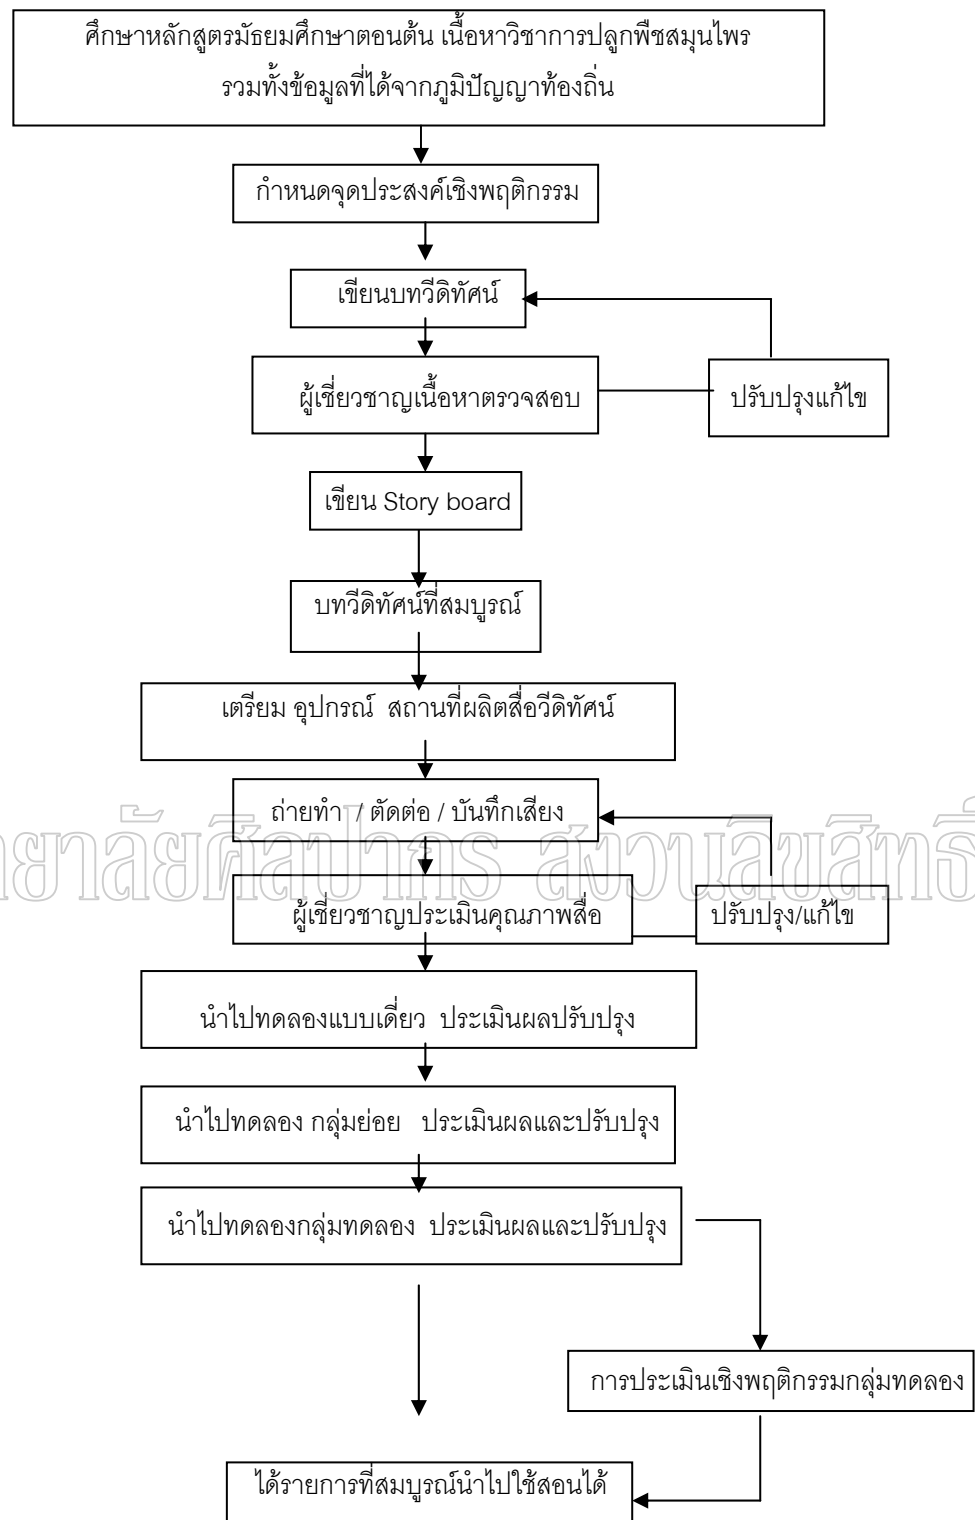 ศึกษาหลักสูตรมัธยมศึกษาตอนต้น เนื้อหาวิชาการปลูกพืชสมุนไพร
รวมทั้งข้อมูลที่ได้จากภูมิปัญญาท้องถิ่น
กำหนดจุดประสงค์เชิงพฤติกรรม
เขียนบทวีดิทัศน์
ผู้เชี่ยวชาญเนื้อหาตรวจสอบ
ปรับปรุงแก้ไข
เขียน Story board
บทวีดิทัศน์ที่สมบูรณ์
เตรียม อุปกรณ์ สถานที่ผลิตสื่อวีดิทัศน์
ถ่ายทำ / ตัดต่อ / บันทึกเสียง
ผู้เชี่ยวชาญประเมินคุณภาพสื่อ
ปรับปรุง/แก้ไข
นำไปทดลองแบบเดี่ยว ประเมินผลปรับปรุง
นำไปทดลอง กลุ่มย่อย ประเมินผลและปรับปรุง
นำไปทดลองกลุ่มทดลอง ประเมินผลและปรับปรุง
การประเมินเชิงพฤติกรรมกลุ่มทดลอง
ได้รายการที่สมบูรณ์นำไปใช้สอนได้
ยาลัยศิลปากร สงวนลิขสิทธิ์